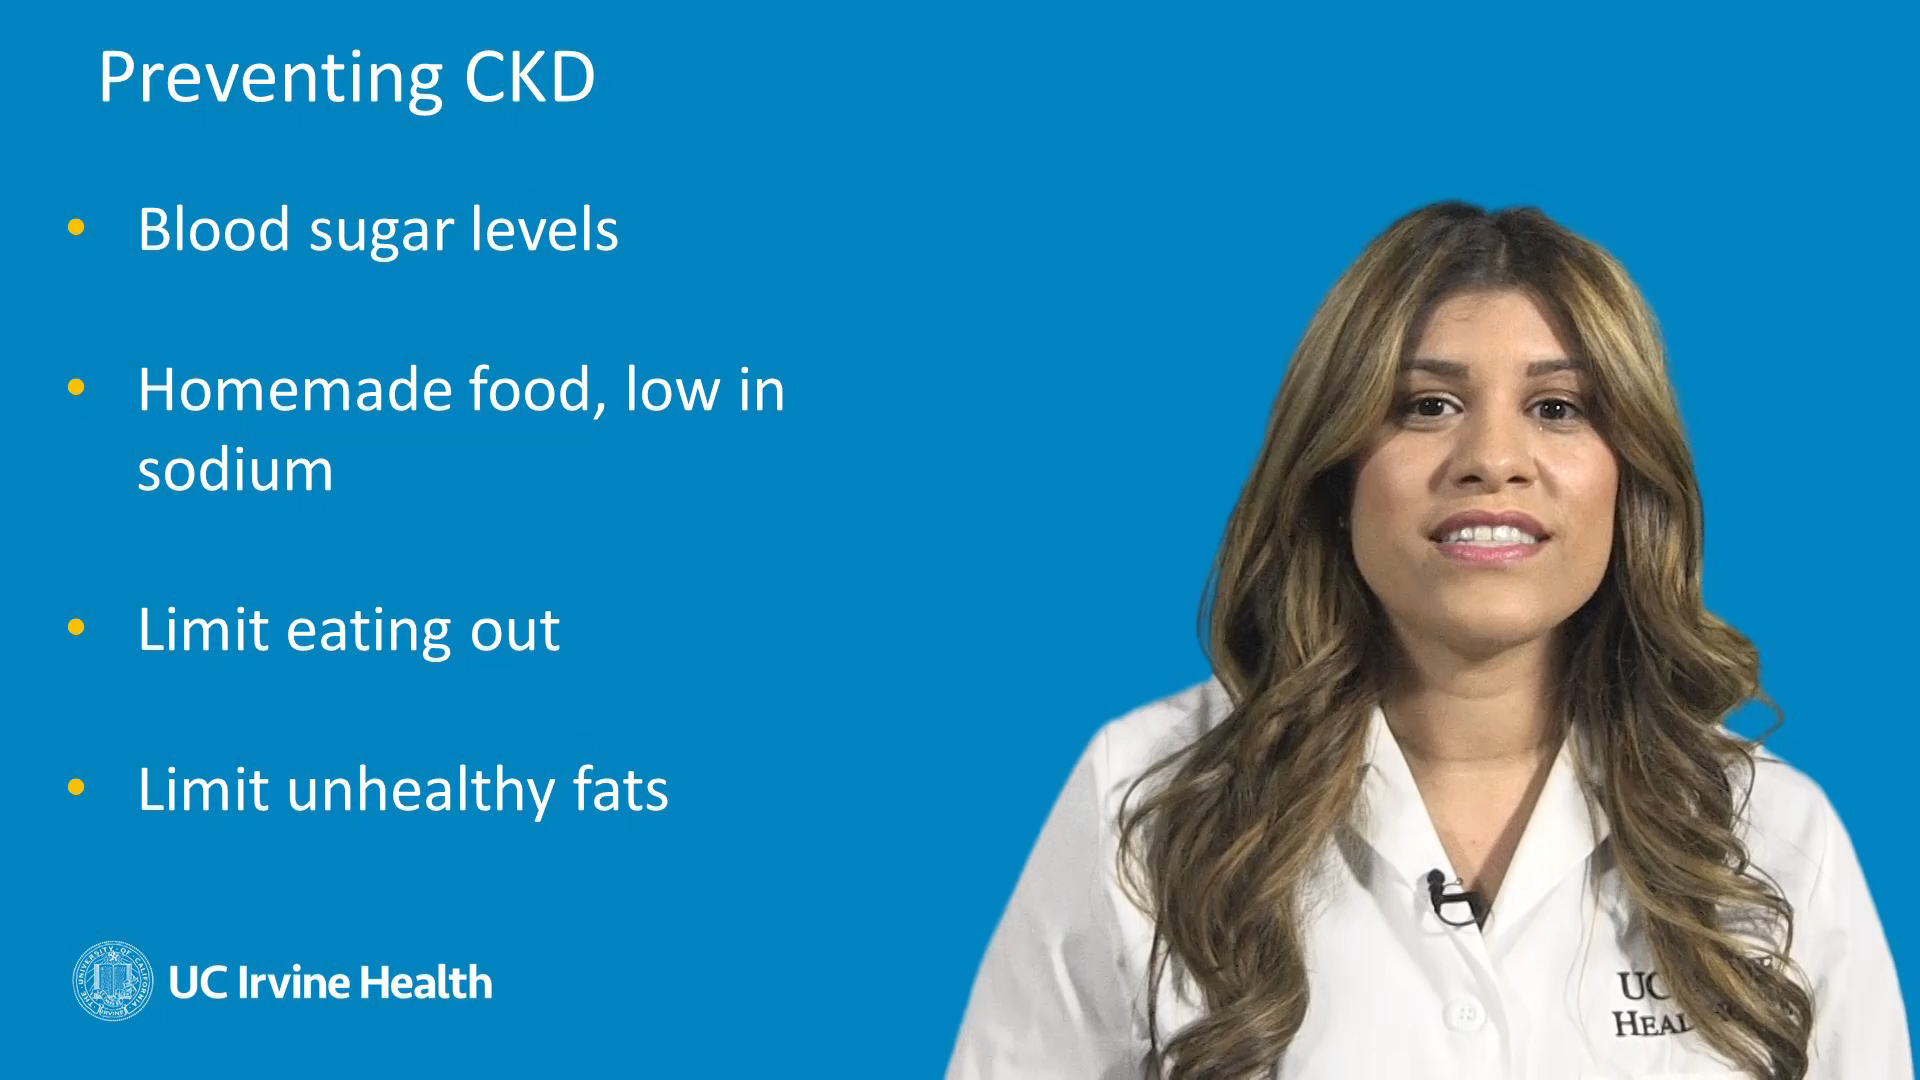 Preventing CKD
• Blood sugar levels
• Homemade food, low in
sodium
• Limit eating out
• Limit unhealthy fats
UC Irvine Health
UC